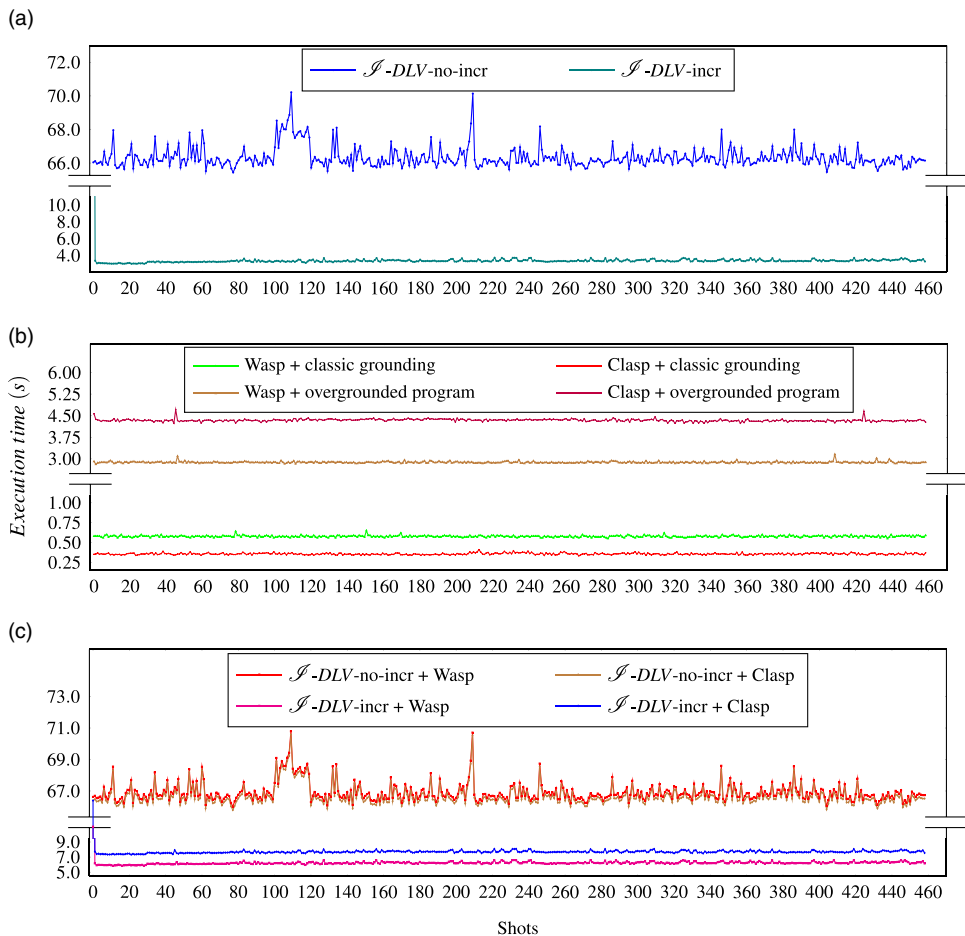 (a)
72.0
70.0
68.0
66.0
10.0
8.0
6.0
4.0
ℐ-DLV-no-incr
ℐ-DLV-incr
0 20 40 60 80 100 120 140 160 180 200 210 220 240 260 280 300 320 340 360 380 400 420 440 460
(b)
6.00
5.25
4.50
3.75
3.00
1.00
0.75
0.50
0.25
Wasp + classic grounding
Clasp + classic grounding
Wasp + overgrounded program
Clasp + overgrounded program
0 20 40 60 80 100 120 140 160 180 200 210 220 240 260 280 300 320 340 360 380 400 420 440 460
Execution time (s)
(c)
73.0
71.0
69.0
67.0
9.0
7.0
5.0
ℐ-DLV-no-incr + Wasp
ℐ-DLV-no-incr + Clasp
ℐ-DLV-incr + Wasp
ℐ-DLV-incr + Clasp
0 20 40 60 80 100 120 140 160 180 200 210 220 240 260 280 300 320 340 360 380 400 420 440 460
Shots